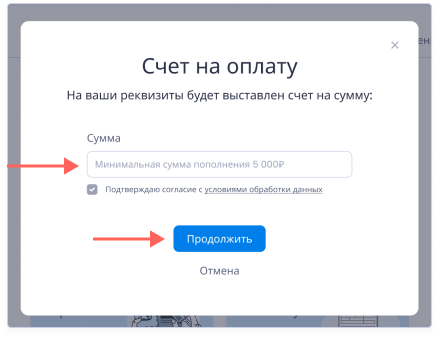 ен
Счет на оплату
На ваши реквизиты будет выставлен счет на сумму:
Сумма
Минимальная сумма пополнения 5 000₽
Подтверждаю согласие с условиями обработки данных
Продолжить
Отмена